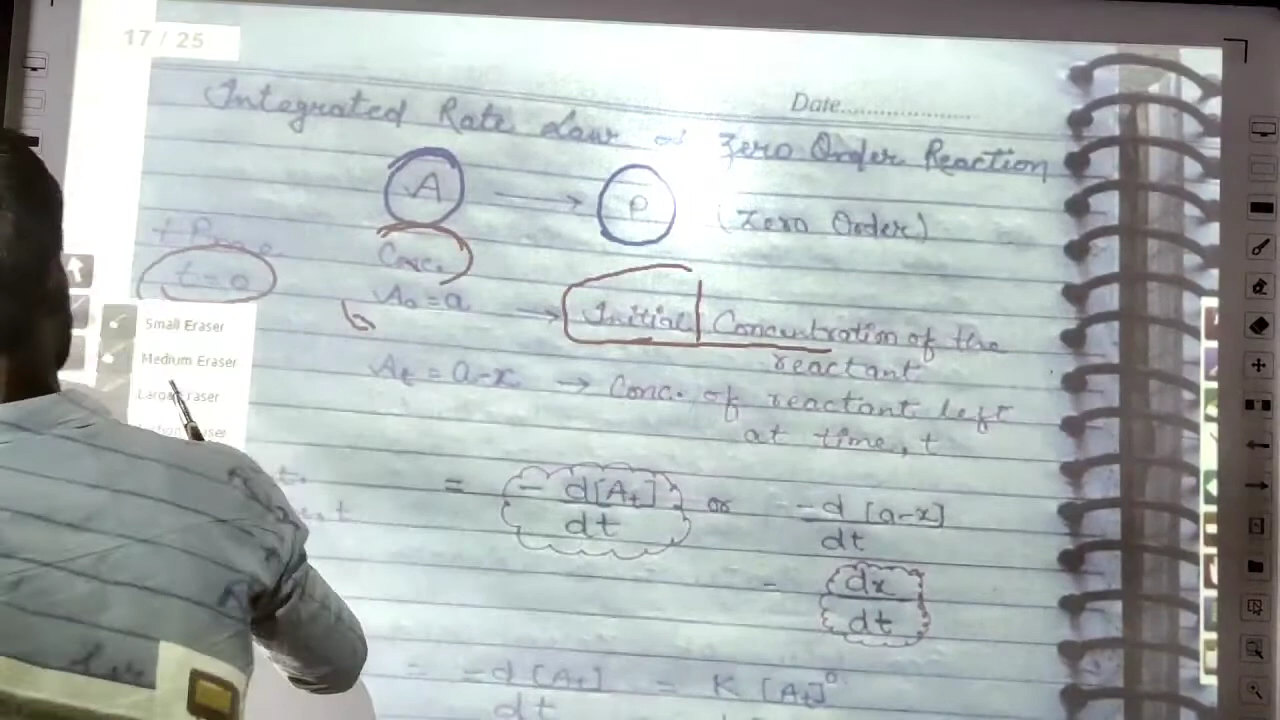 17 / 25
Date....................
Integrated Rate Law of Zero Order Reaction
A → P (Zero Order)
Conc.
t = 0
A₀ = a → Initial Concentration of the
reactant
Small Eraser
Medium Eraser
Large Eraser
Aₜ = a-x → Conc. of reactant left
at time, t
= - d[Aₜ]/dt or -d [a-x]/dt
dx/dt
= -d [Aₜ]/dt = K [Aₜ]⁰